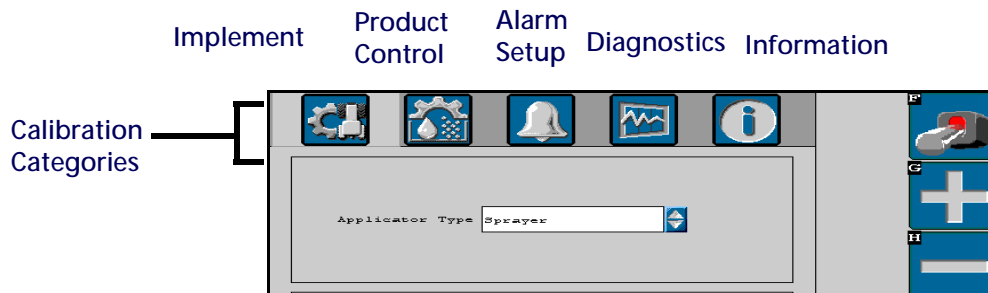 Implement
Product
Control
Alarm
Setup
Diagnostics
Information
Calibration
Categories
F
G
H
Applicator Type Sprayer